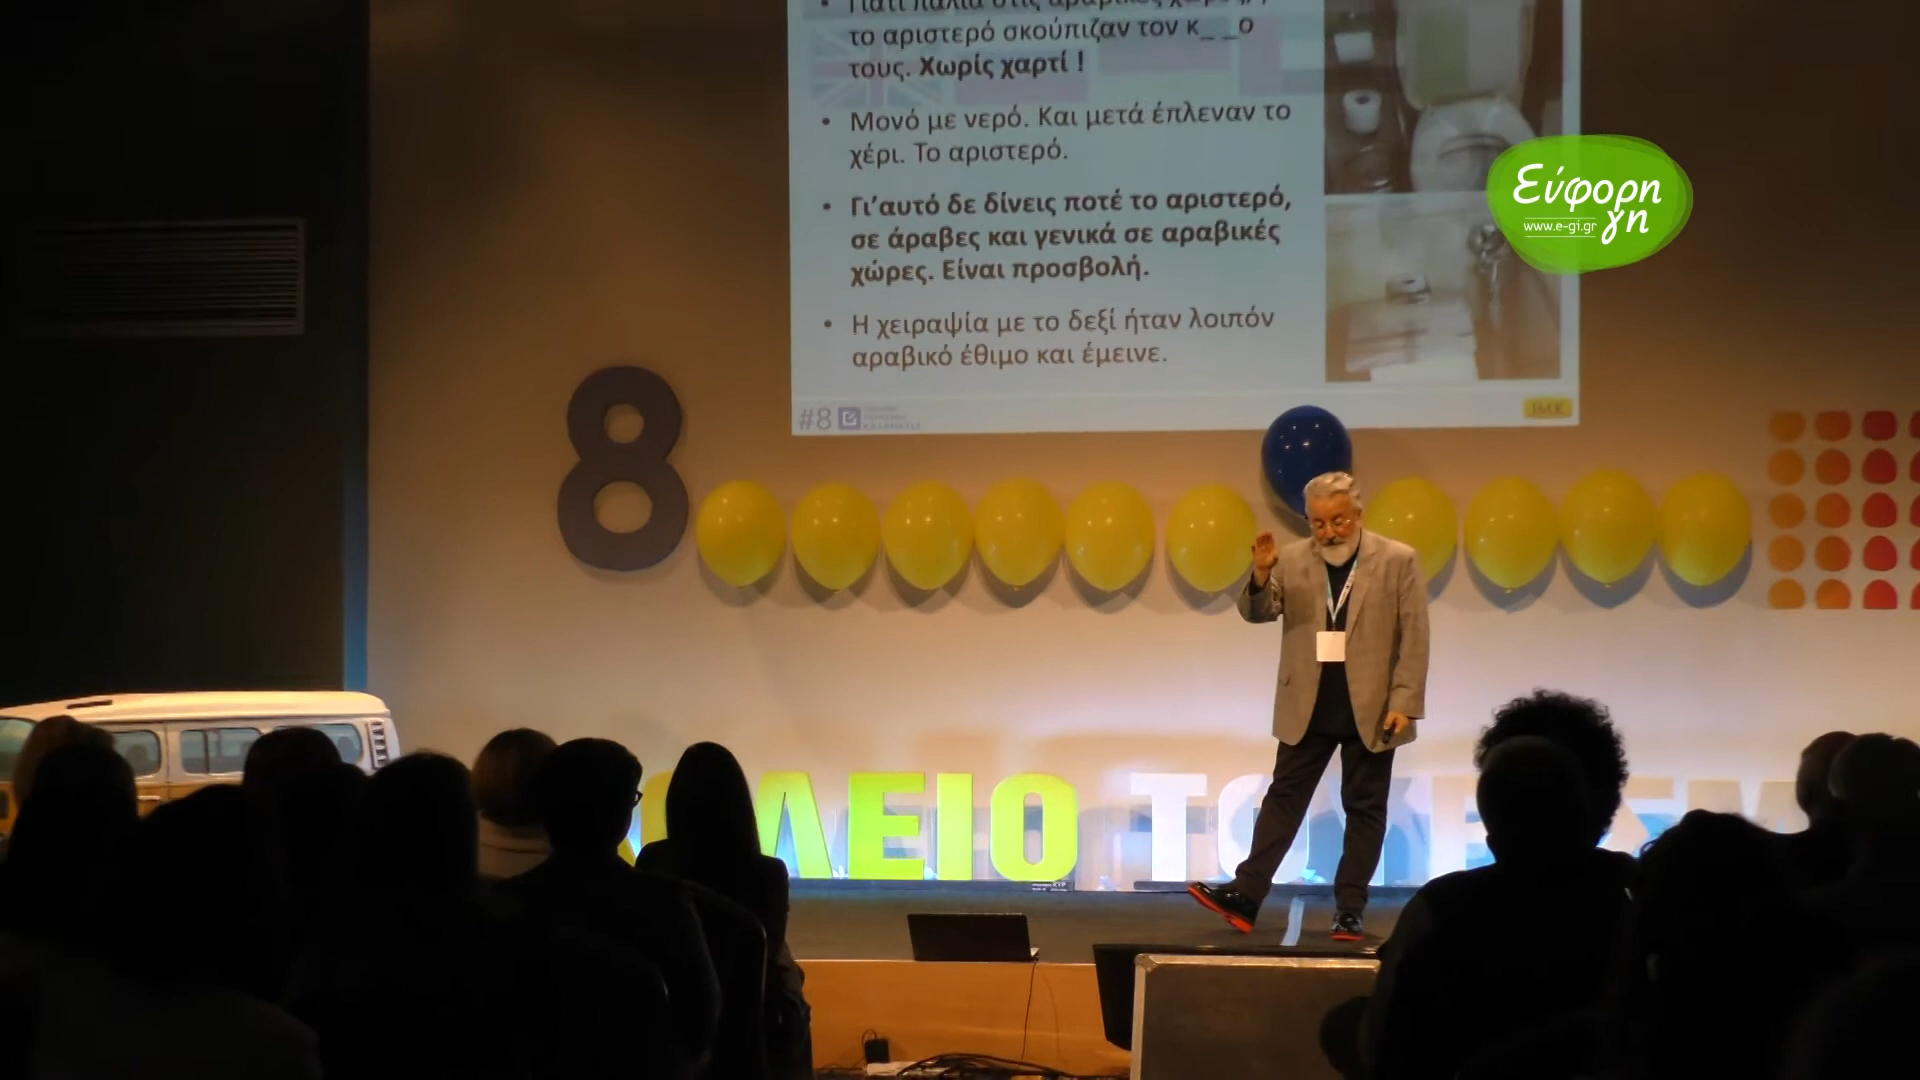 το αριστερό σκούπιζαν τον κ_ _ο
τους. Χωρίς χαρτί !
• Μονό με νερό. Και μετά έπλεναν το
χέρι. Το αριστερό.
• Γι’αυτό δε δίνεις ποτέ το αριστερό,
σε άραβες και γενικά σε αραβικές
χώρες. Είναι προσβολή.
• Η χειραψία με το δεξί ήταν λοιπόν
αραβικό έθιμο και έμεινε.
#8
Εύφορη
γη
www.e-gi.gr
8
ΛΕΙΟ